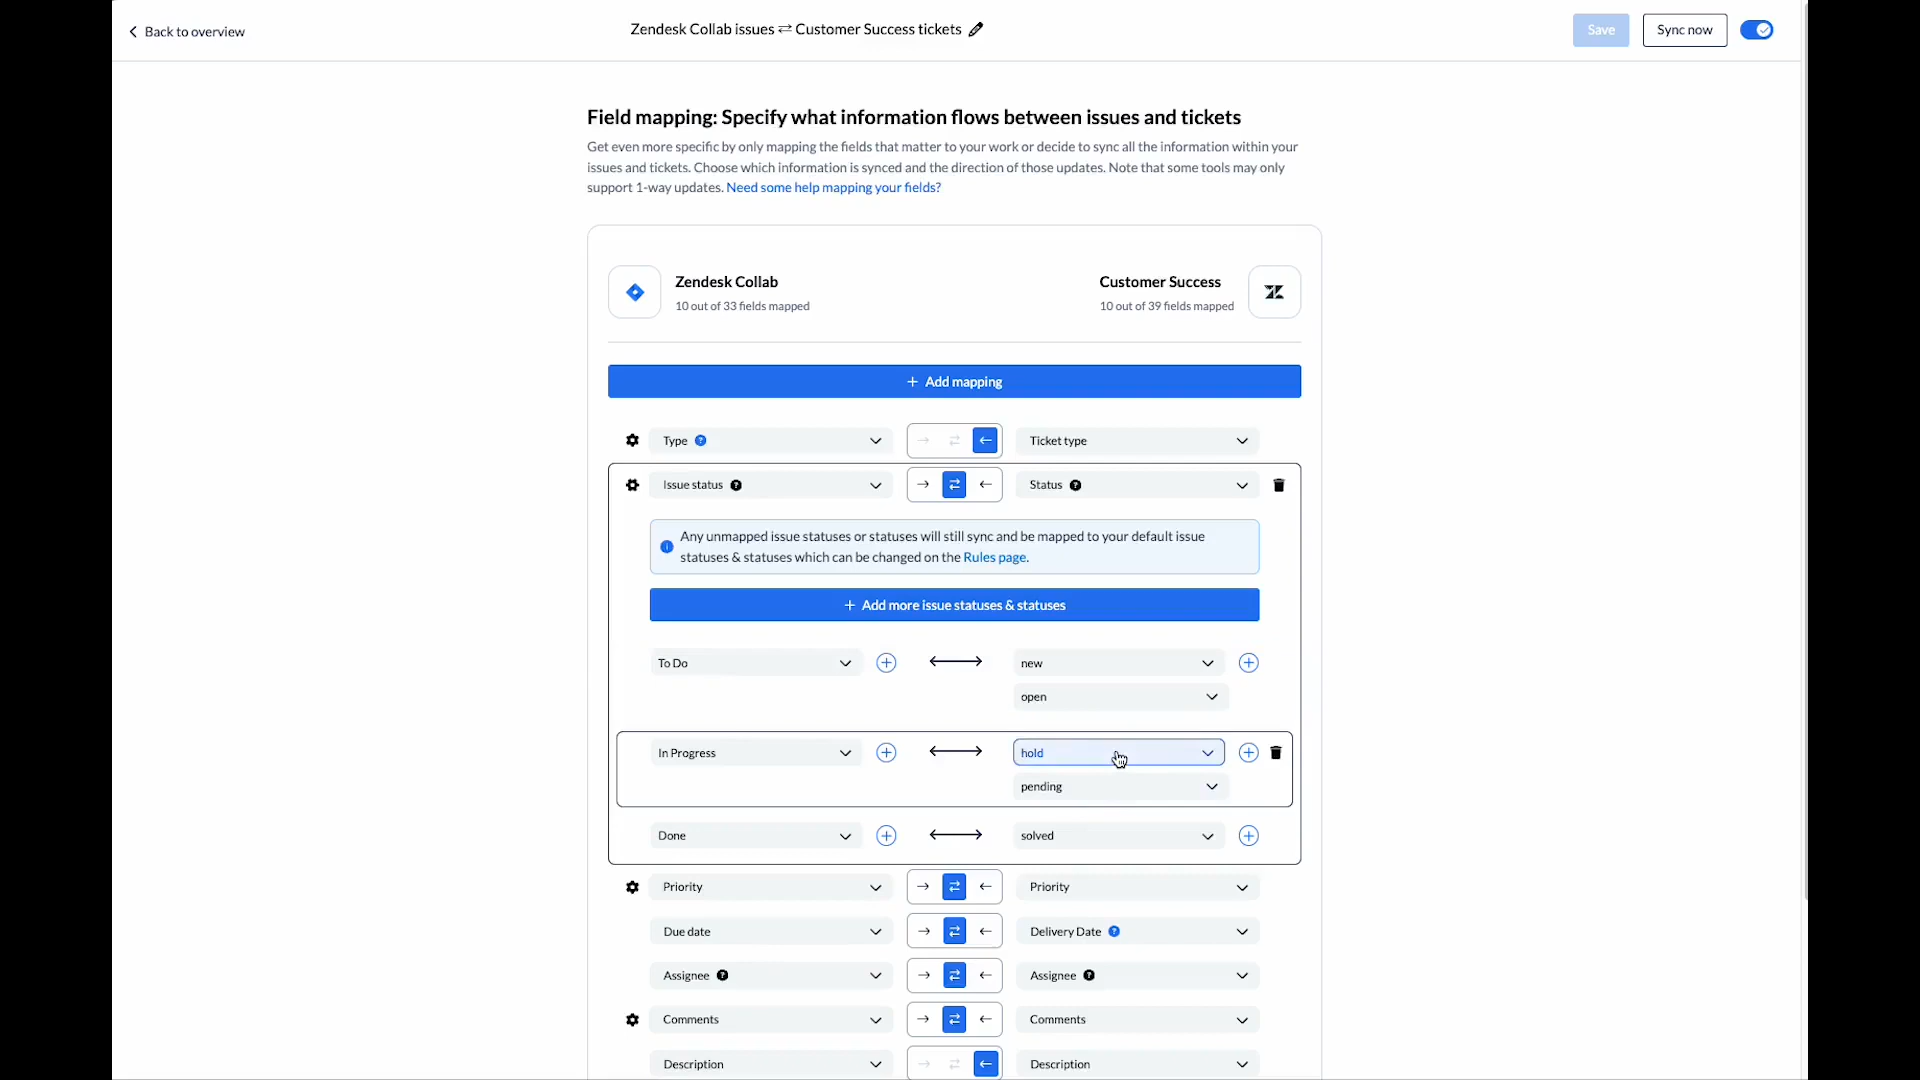 Back to overview
Zendesk Collab issues ⇄ Customer Success tickets
Save
Sync now
Field mapping: Specify what information flows between issues and tickets
Get even more specific by only mapping the fields that matter to your work or decide to sync all the information within your
issues and tickets. Choose which information is synced and the direction of those updates. Note that some tools may only
support 1-way updates. Need some help mapping your fields?
Zendesk Collab
10 out of 33 fields mapped
Customer Success
10 out of 39 fields mapped
+ Add mapping
Type
Ticket type
Issue status
Status
Any unmapped issue statuses or statuses will still sync and be mapped to your default issue
statuses & statuses which can be changed on the Rules page.
+ Add more issue statuses & statuses
To Do
new
open
In Progress
hold
pending
Done
solved
Priority
Priority
Due date
Delivery Date
Assignee
Assignee
Comments
Comments
Description
Description